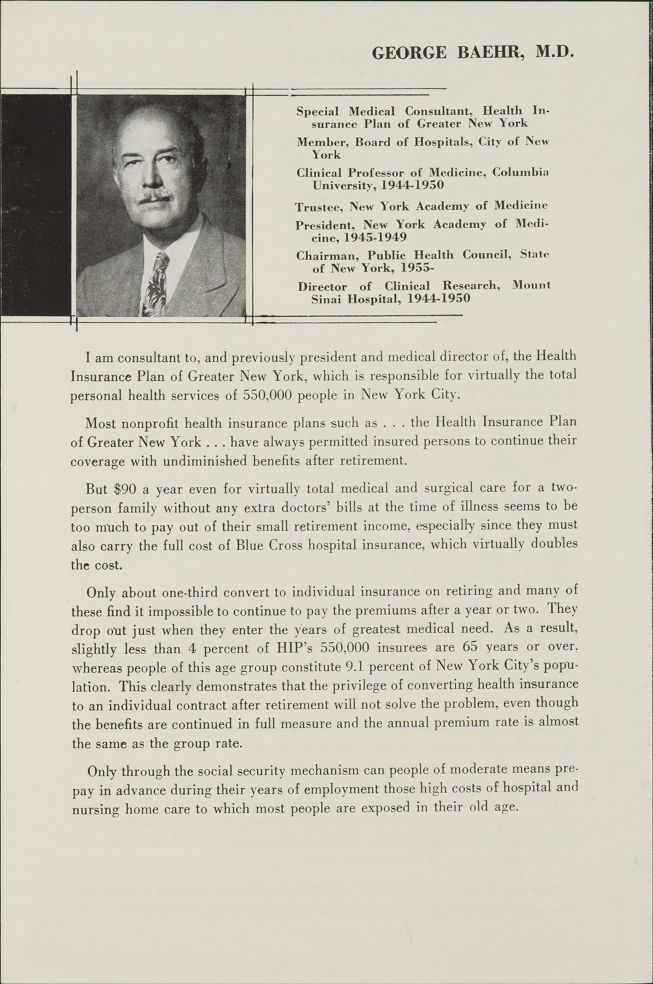 GEORGE BAEHR, M.D.
Special Medical Consultant, Health In-
surance Plan of Greater New York
Member, Board of Hospitals, City of New
York
Clinical Professor of Medicine, Columbia
University, 1944-1950
Trustee, New York Academy of Medicine
President, New York Academy of Medi-
cine, 1945-1949
Chairman, Public Health Council, State
of New York, 1955-
Director of Clinical Research, Mount
Sinai Hospital, 1944-1950
I am consultant to, and previously president and medical director of, the Health
Insurance Plan of Greater New York, which is responsible for virtually the total
personal health services of 550,000 people in New York City.
Most nonprofit health insurance plans such as . . . the Health Insurance Plan
of Greater New York . . . have always permitted insured persons to continue their
coverage with undiminished benefits after retirement.
But $90 a year even for virtually total medical and surgical care for a two-
person family without any extra doctors' bills at the time of illness seems to be
too much to pay out of their small retirement income, especially since they must
also carry the full cost of Blue Cross hospital insurance, which virtually doubles
the cost.
Only about one-third convert to individual insurance on retiring and many of
these find it impossible to continue to pay the premiums after a year or two. They
drop out just when they enter the years of greatest medical need. As a result,
slightly less than 4 percent of HIP's 550,000 insurees are 65 years or over,
whereas people of this age group constitute 9.1 percent of New York City's popu-
lation. This clearly demonstrates that the privilege of converting health insurance
to an individual contract after retirement will not solve the problem, even though
the benefits are continued in full measure and the annual premium rate is almost
the same as the group rate.
Only through the social security mechanism can people of moderate means pre-
pay in advance during their years of employment those high costs of hospital and
nursing home care to which most people are exposed in their old age.